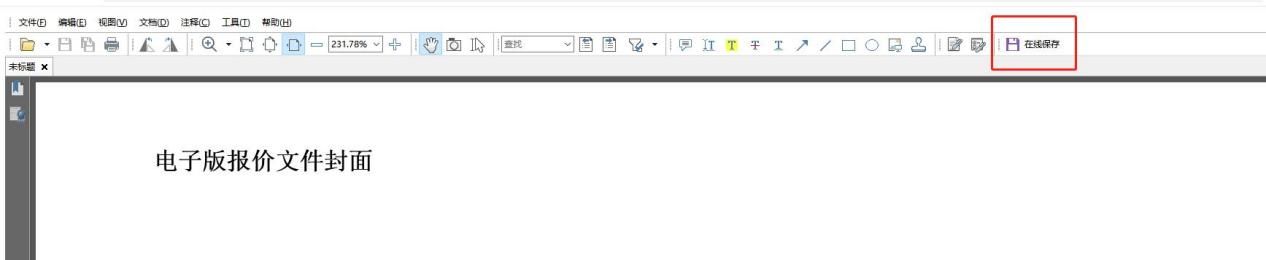 文件(F) 编辑(E) 视图(V) 文档(D) 注释(C) 工具(T) 帮助(H)
231.78% 查找 T T T T 在线保存
未标题 ×
电子版报价文件封面